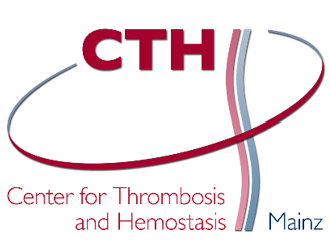 CTH
Center for Thrombosis
and Hemostasis Mainz